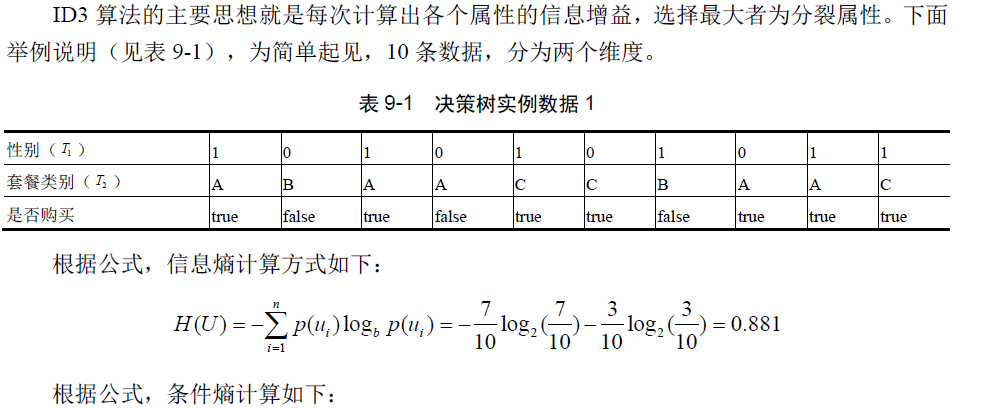 ID3 算法的主要思想就是每次计算出各个属性的信息增益，选择最大者为分裂属性。下面
举例说明（见表 9-1），为简单起见，10 条数据，分为两个维度。
表 9-1 决策树实例数据 1
性别（T₁） 1 0 1 0 1 0 1 0 1 1
套餐类别（T₂） A B A A C C B A A C
是否购买 true false true false true true false true true true
根据公式，信息熵计算方式如下：
H(U) = −∑ⁿᵢ₌₁ p(uᵢ) log_b p(uᵢ) = −7/10 log₂(7/10) − 3/10 log₂(3/10) = 0.881
根据公式，条件熵计算如下：